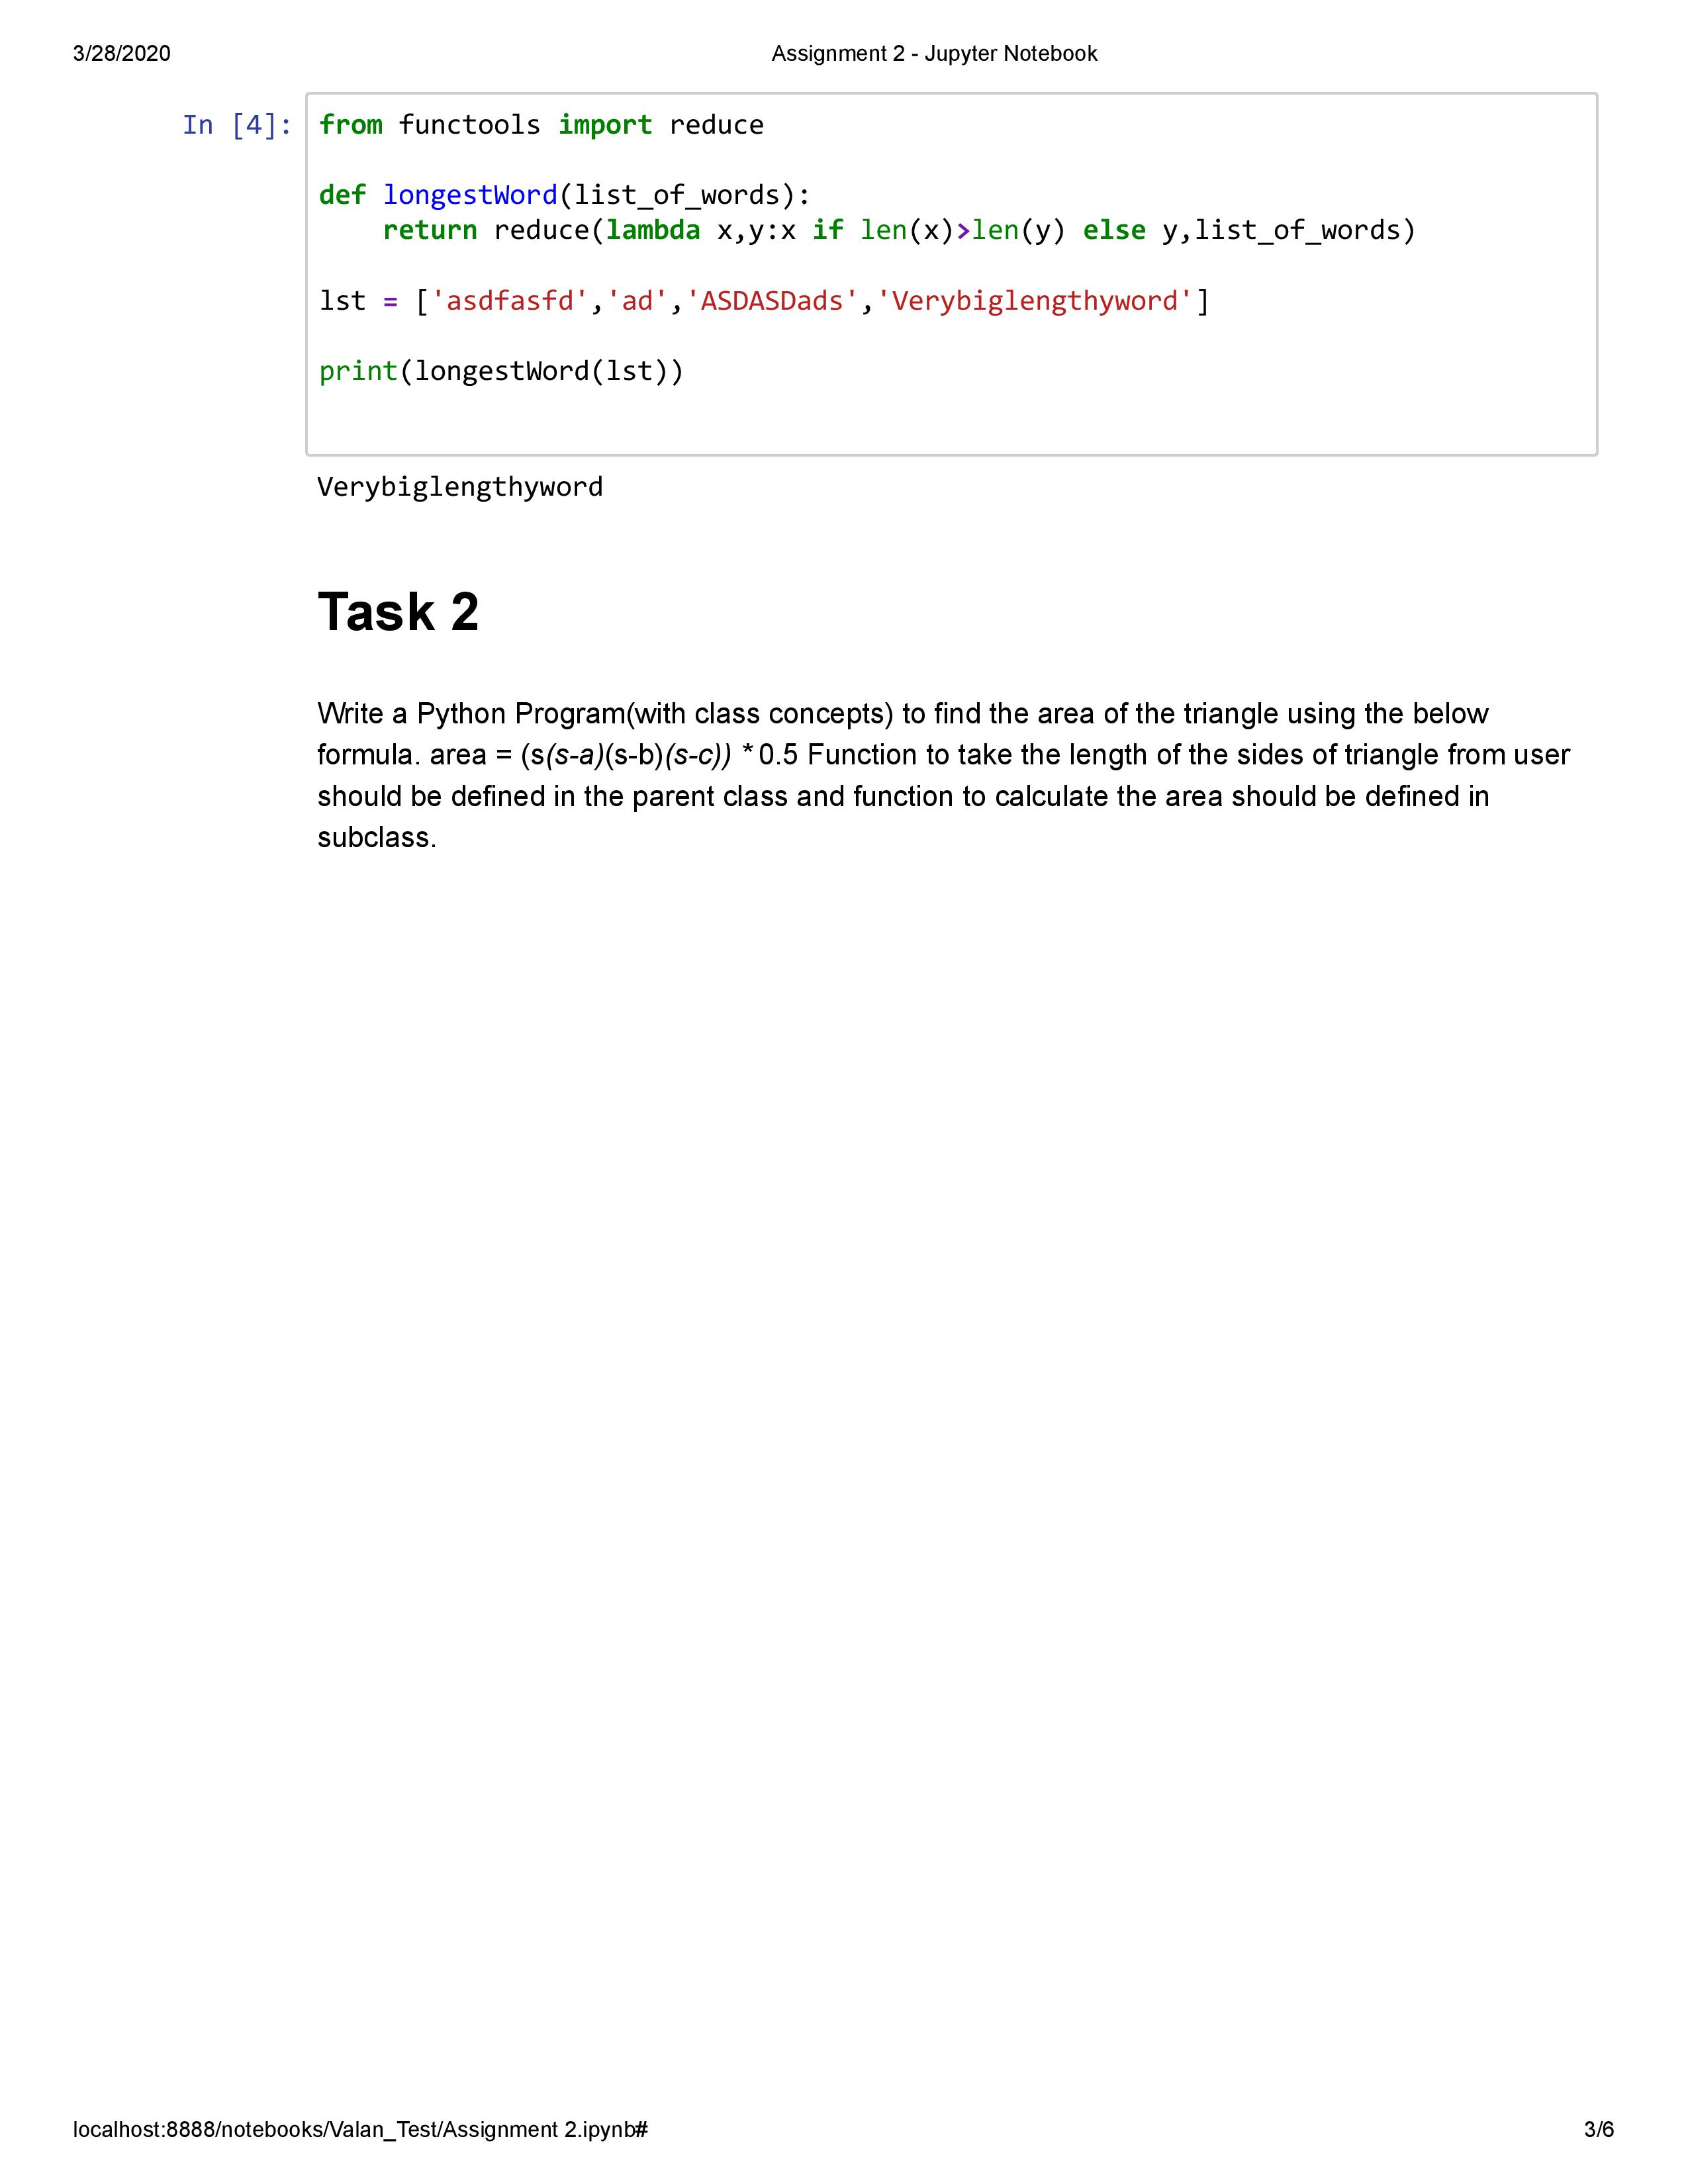 3/28/2020 Assignment 2 - Jupyter Notebook
In [4]: from functools import reduce
def longestWord(list_of_words):
    return reduce(lambda x,y:x if len(x)>len(y) else y,list_of_words)
lst = ['asdfasfd','ad','ASDASDads','Verybiglengthyword']
print(longestWord(lst))
Verybiglengthyword
Task 2
Write a Python Program(with class concepts) to find the area of the triangle using the below
formula. area = (s(s-a)(s-b)(s-c)) * 0.5 Function to take the length of the sides of triangle from user
should be defined in the parent class and function to calculate the area should be defined in
subclass.
localhost:8888/notebooks/Valan_Test/Assignment 2.ipynb# 3/6